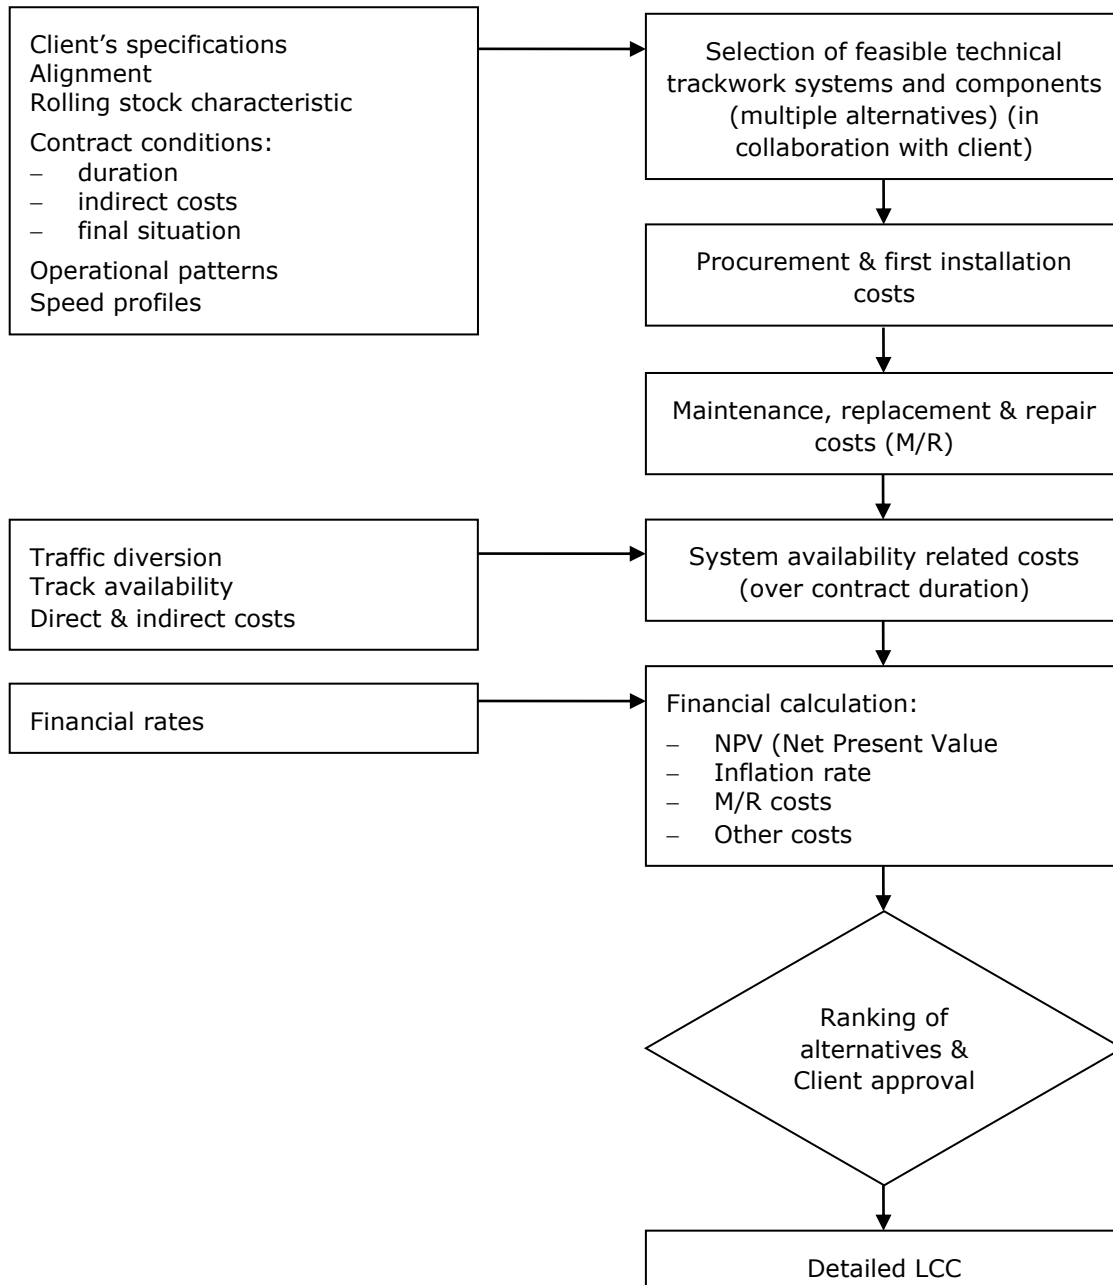 Client’s specifications
Alignment
Rolling stock characteristic
Contract conditions:
– duration
– indirect costs
– final situation
Operational patterns
Speed profiles
Selection of feasible technical
trackwork systems and components
(multiple alternatives) (in
collaboration with client)
Procurement & first installation
costs
Maintenance, replacement & repair
costs (M/R)
Traffic diversion
Track availability
Direct & indirect costs
System availability related costs
(over contract duration)
Financial rates
Financial calculation:
– NPV (Net Present Value
– Inflation rate
– M/R costs
– Other costs
Ranking of
alternatives &
Client approval
Detailed LCC